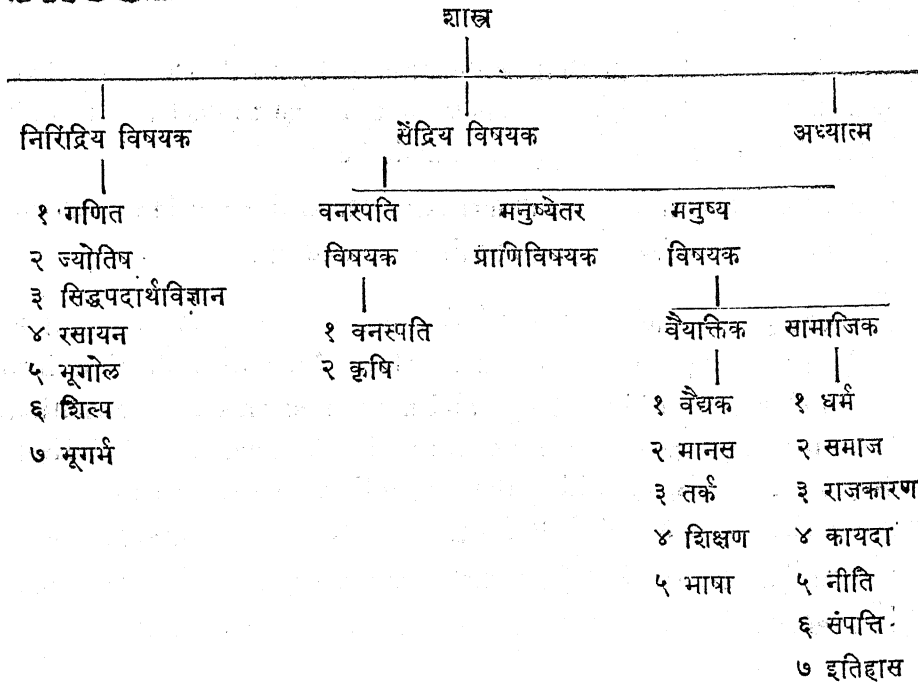 शास्त्र
निरिंद्रिय विषयक सेंद्रिय विषयक अध्यात्म
१ गणित वनस्पति मनुष्येतर मनुष्य
२ ज्योतिष विषयक प्राणिविषयक विषयक
३ सिद्धपदार्थविज्ञान
४ रसायन १ वनस्पति वैयाक्तिक सामाजिक
५ भूगोल २ कृषि
६ शिल्प १ वैद्यक १ धर्म
७ भूगर्भ २ मानस २ समाज
३ तर्क ३ राजकारण
४ शिक्षण ४ कायदा
५ भाषा ५ नीति
६ संपत्ति
७ इतिहास